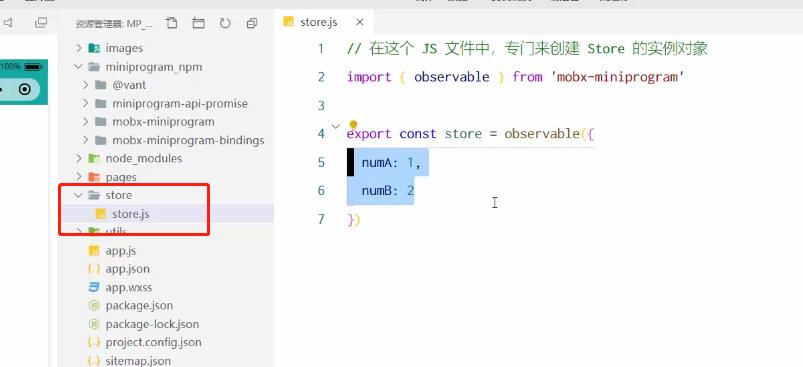 100%
资源管理器: MP_...
images
miniprogram_npm
@vant
miniprogram-api-promise
mobx-miniprogram
mobx-miniprogram-bindings
node_modules
pages
store
store.js
utils
app.js
app.json
app.wxss
package.json
package-lock.json
project.config.json
sitemap.json
store.js
1 // 在这个 JS 文件中，专门来创建 Store 的实例对象
2 import { observable } from 'mobx-miniprogram'
3
4 export const store = observable({
5 numA: 1,
6 numB: 2
7 })